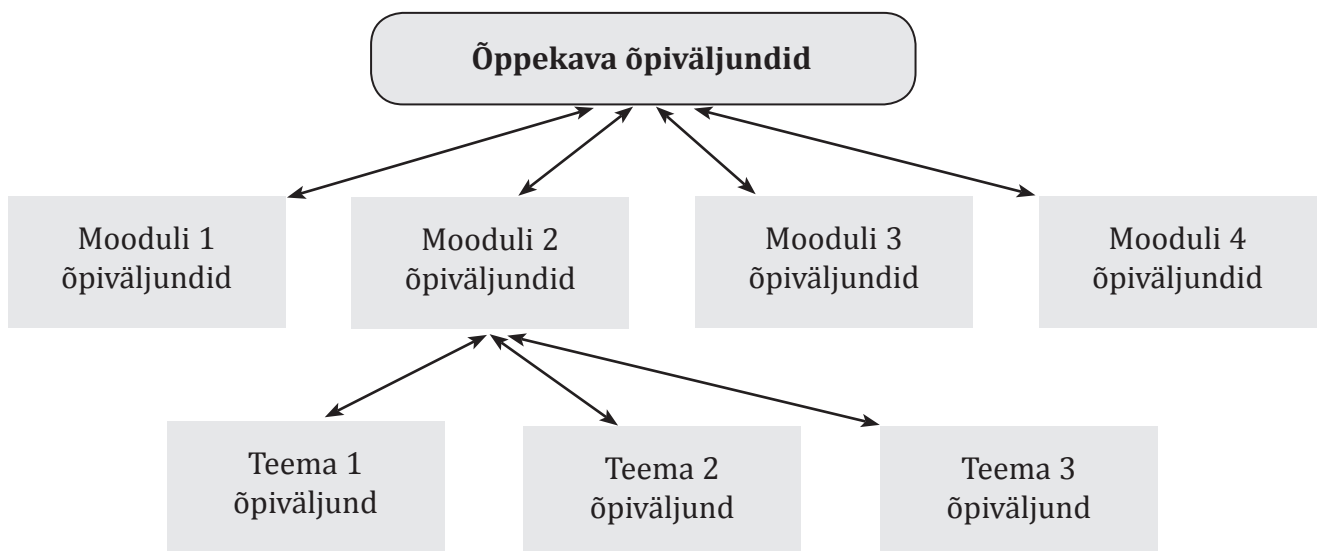 Õppekava õpiväljundid
Mooduli 1
õpiväljundid
Mooduli 2
õpiväljundid
Mooduli 3
õpiväljundid
Mooduli 4
õpiväljundid
Teema 1
õpiväljund
Teema 2
õpiväljund
Teema 3
õpiväljund